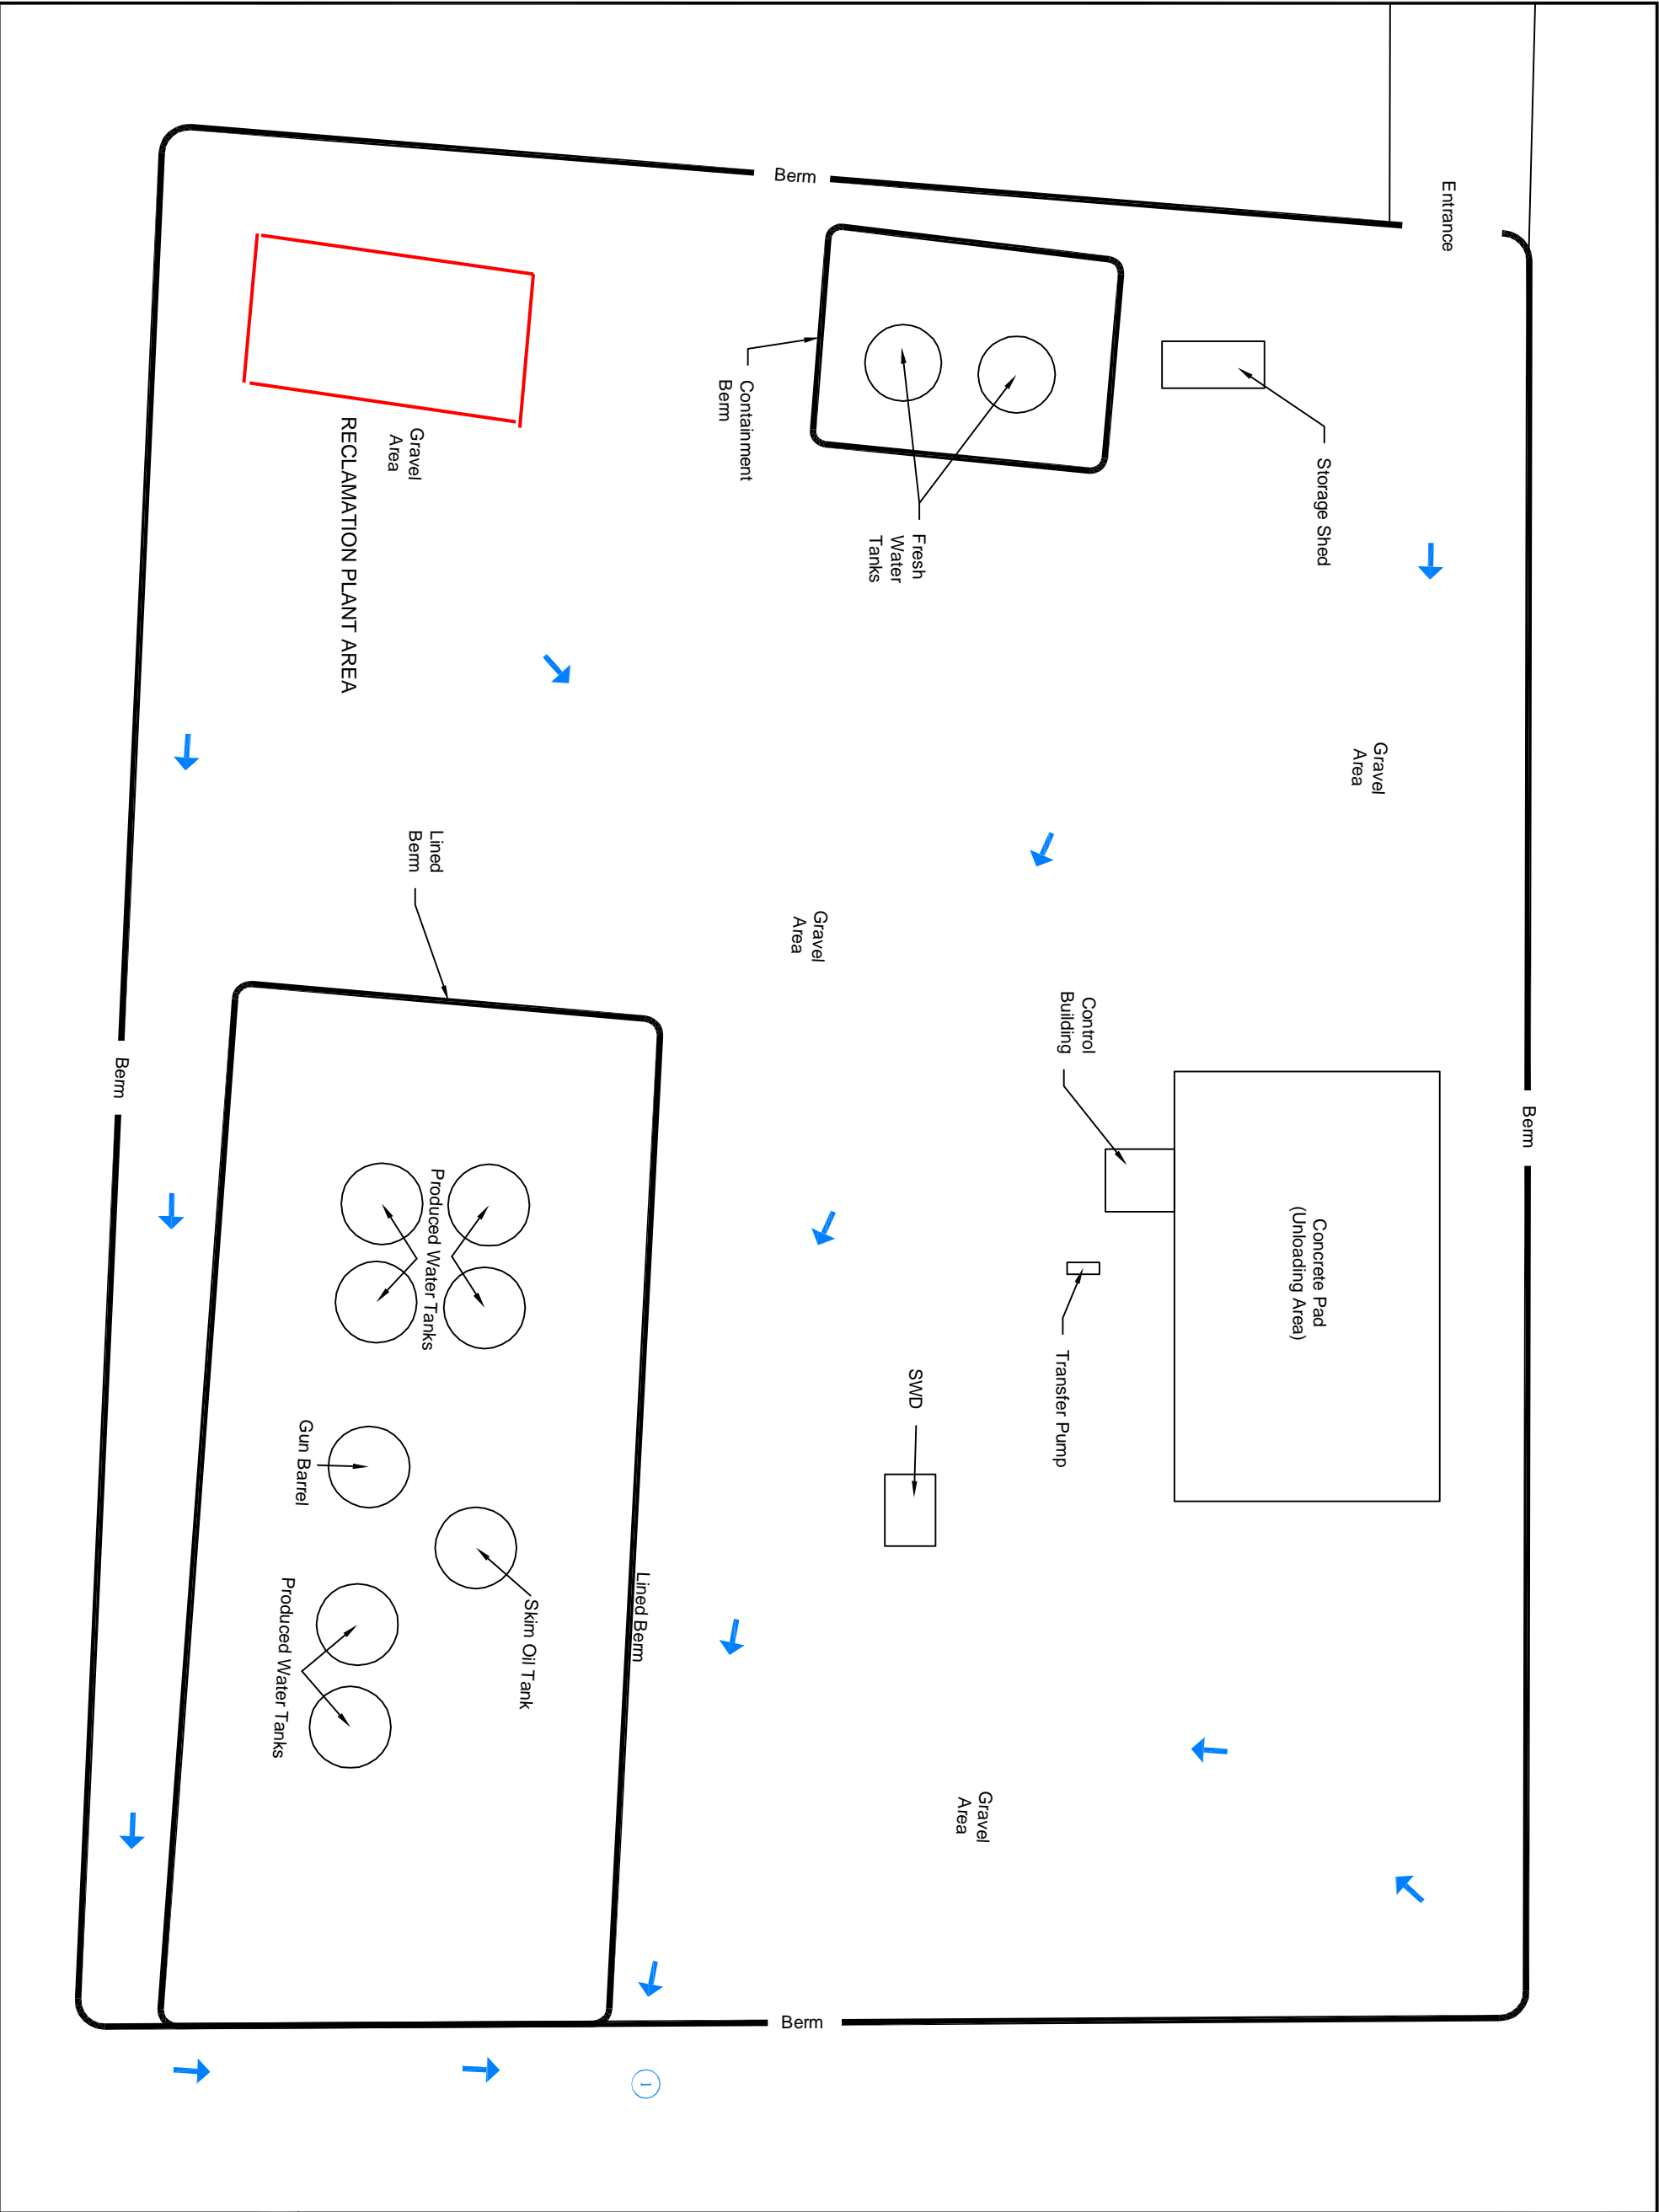 Entrance
Berm
Storage Shed
Containment
Berm
Fresh
Water
Tanks
Gravel
Area
RECLAMATION PLANT AREA
Gravel
Area
Lined
Berm
Gravel
Area
Control
Building
Berm
Berm
Concrete Pad
(Unloading Area)
Produced Water Tanks
Transfer Pump
SWD
Gun Barrel
Skim Oil Tank
Lined Berm
Produced Water Tanks
Gravel
Area
Berm
1